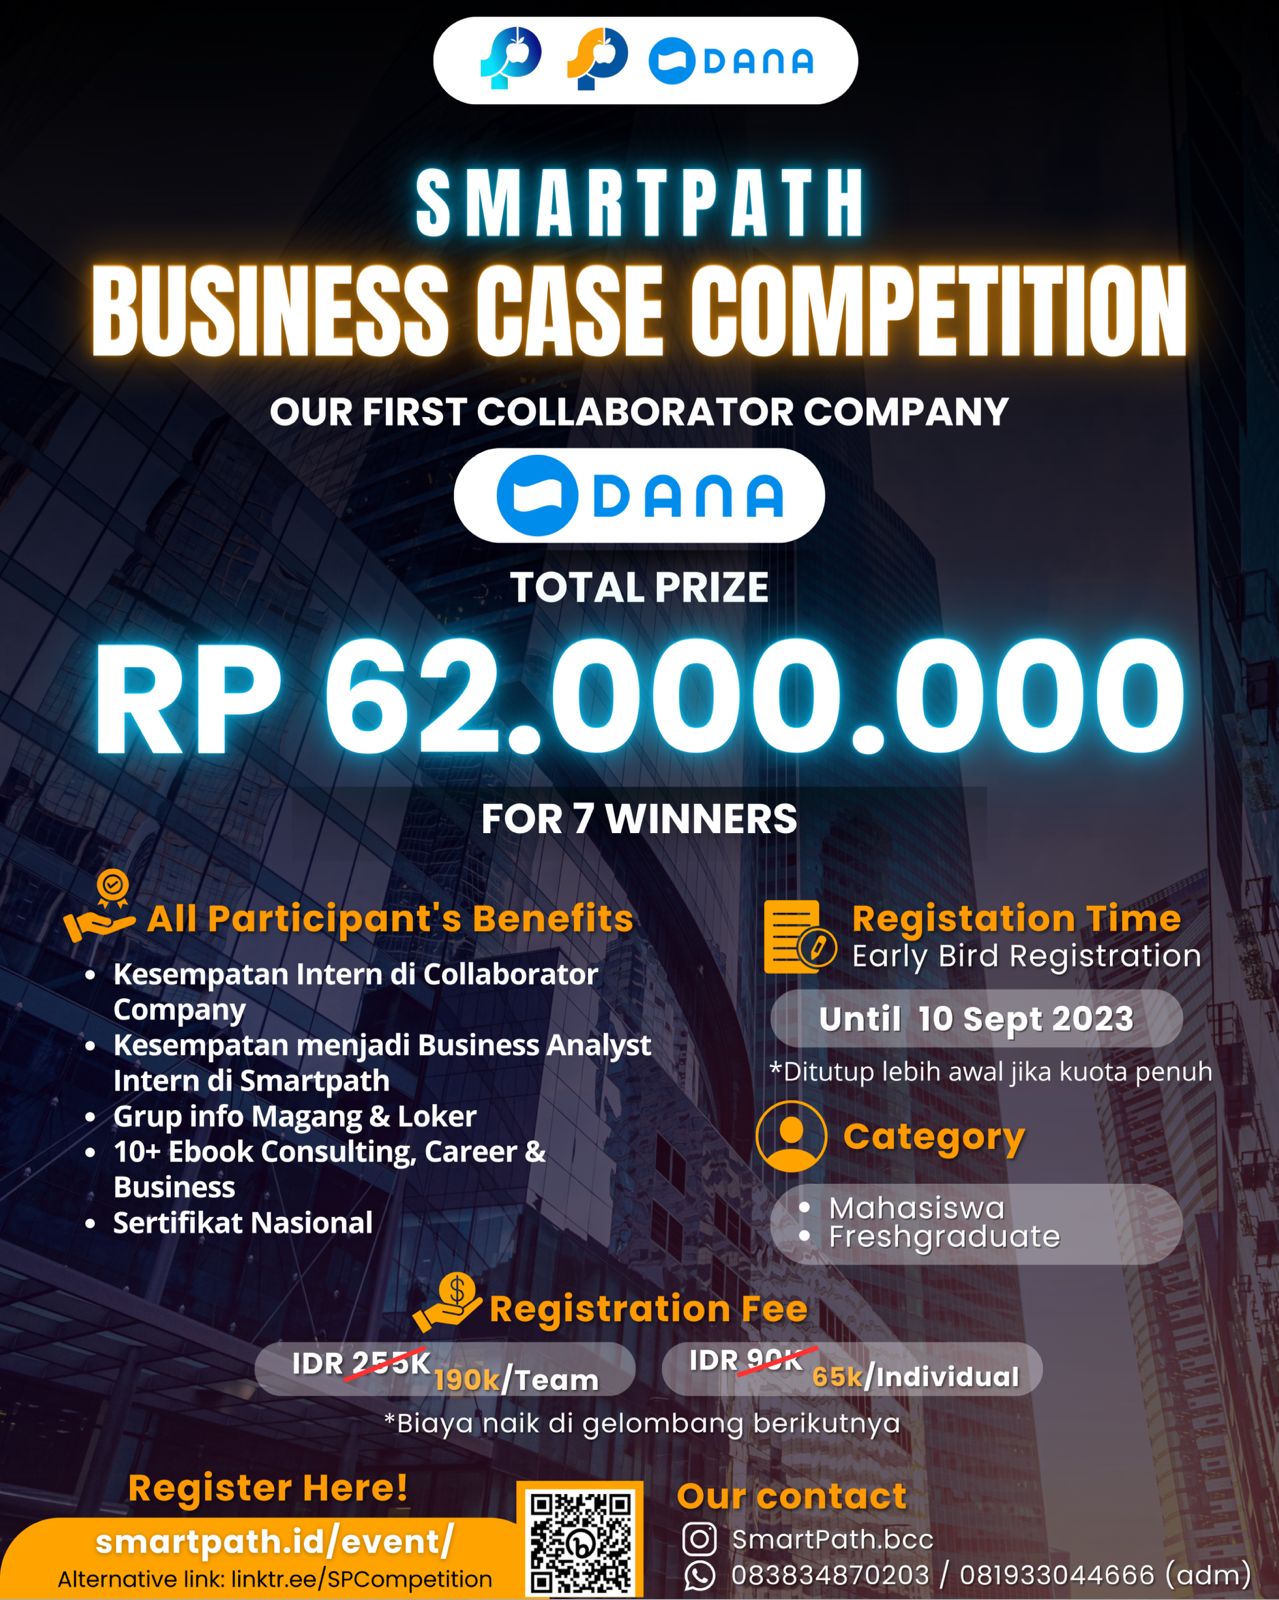 DANA
SMARTPATH
BUSINESS CASE COMPETITION
OUR FIRST COLLABORATOR COMPANY
DANA
TOTAL PRIZE
RP 62.000.000
FOR 7 WINNERS
All Participant's Benefits
• Kesempatan Intern di Collaborator
Company
• Kesempatan menjadi Business Analyst
Intern di Smartpath
• Grup info Magang & Loker
• 10+ Ebook Consulting, Career &
Business
• Sertifikat Nasional
Registation Time
Early Bird Registration
Until 10 Sept 2023
*Ditutup lebih awal jika kuota penuh
Category
• Mahasiswa
• Freshgraduate
Registration Fee
IDR 255K 190k/Team
IDR 90K 65k/Individual
*Biaya naik di gelombang berikutnya
Register Here!
smartpath.id/event/
Alternative link: linktr.ee/SPCompetition
Our contact
SmartPath.bcc
083834870203 / 081933044666 (adm)